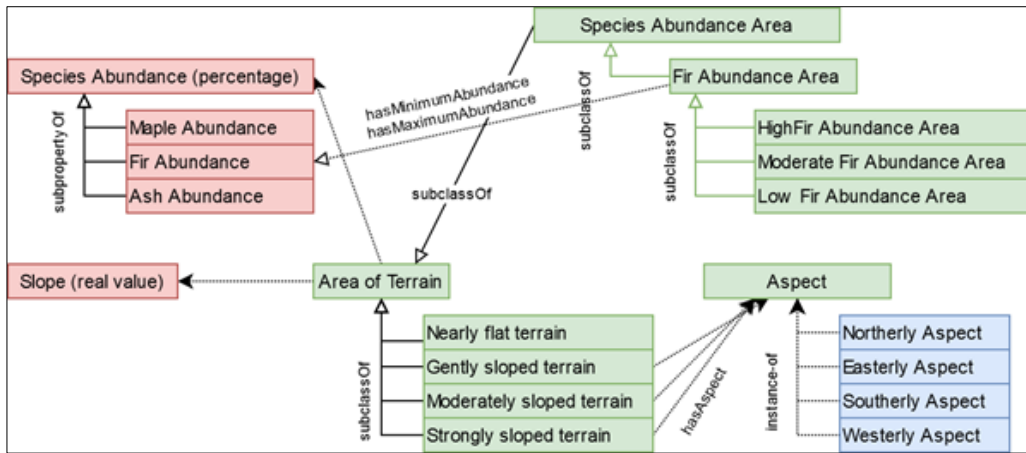 Species Abundance Area
Species Abundance (percentage)
Fir Abundance Area
hasMinimumAbundance
hasMaximumAbundance
subclassOf
subpropertyOf
Maple Abundance
Fir Abundance
Ash Abundance
subclassOf
HighFir Abundance Area
Moderate Fir Abundance Area
Low Fir Abundance Area
subclassOf
Slope (real value)
Area of Terrain
Aspect
subclassOf
Nearly flat terrain
Gently sloped terrain
Moderately sloped terrain
Strongly sloped terrain
hasAspect
instance-of
Northerly Aspect
Easterly Aspect
Southerly Aspect
Westerly Aspect